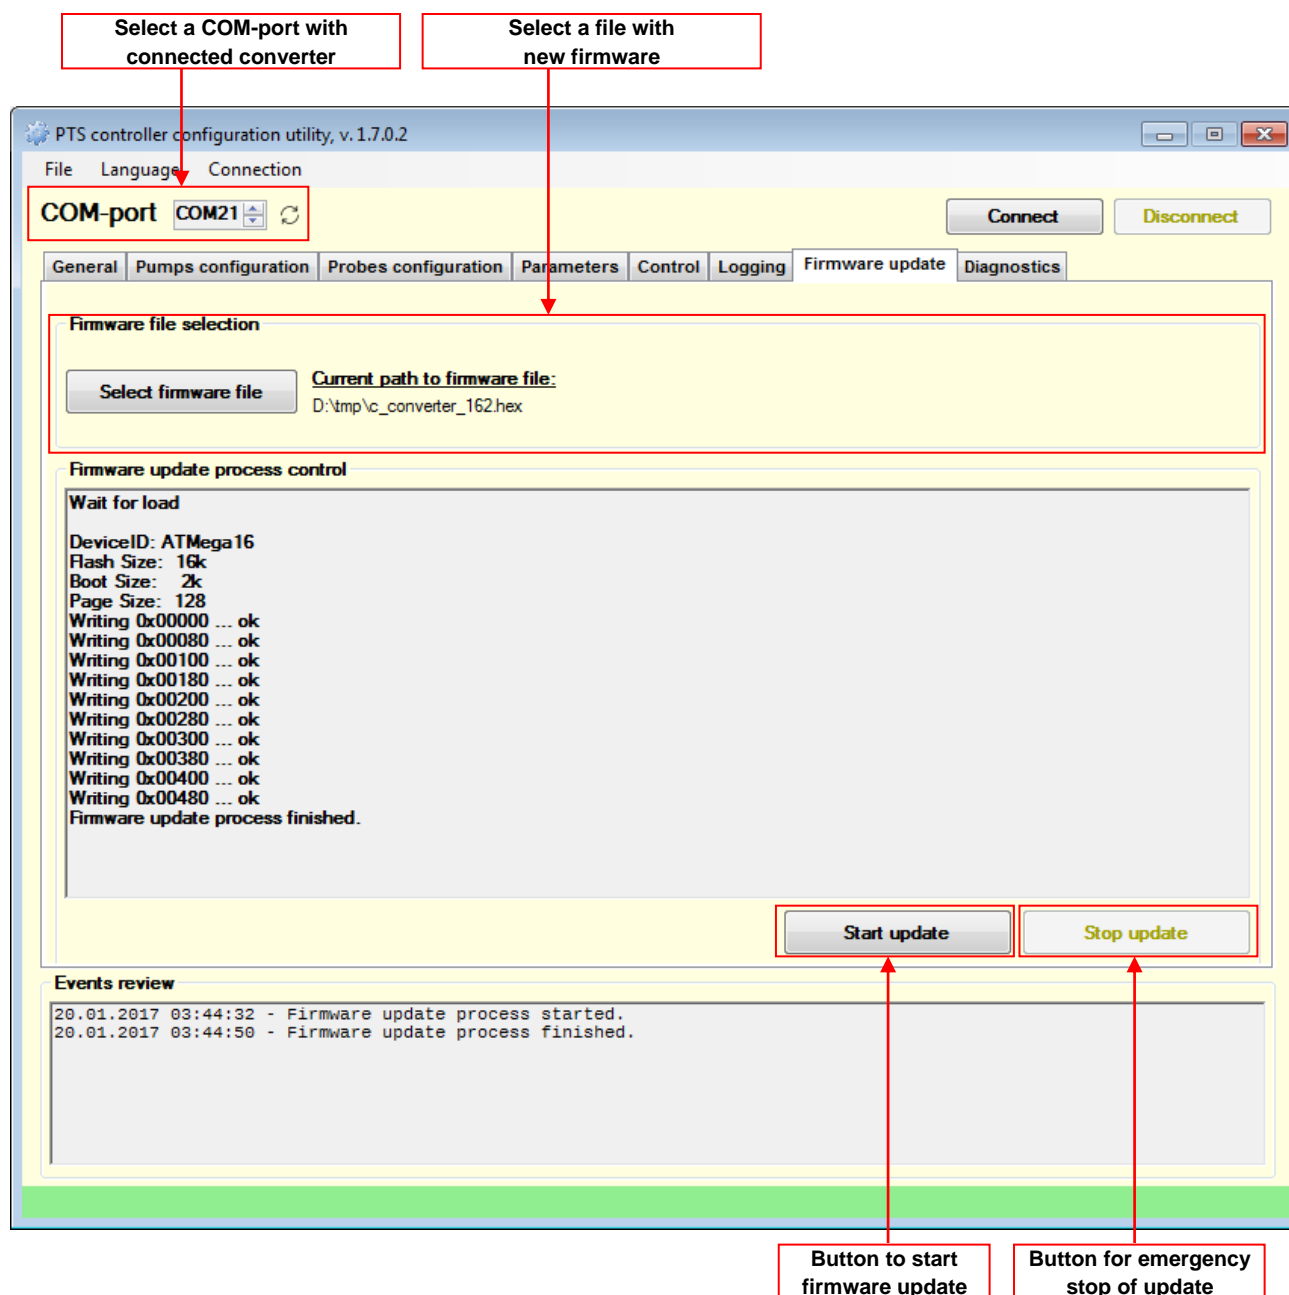 Select a COM-port with
connected converter
Select a file with
new firmware
PTS controller configuration utility, v. 1.7.0.2
File Language Connection
COM-port COM21 Connect Disconnect
General Pumps configuration Probes configuration Parameters Control Logging Firmware update Diagnostics
Firmware file selection
Select firmware file
Current path to firmware file:
D:\tmp\c_converter_162.hex
Firmware update process control
Wait for load
DeviceID: ATMega16
Flash Size: 16k
Boot Size: 2k
Page Size: 128
Writing 0x00000 ... ok
Writing 0x00080 ... ok
Writing 0x00100 ... ok
Writing 0x00180 ... ok
Writing 0x00200 ... ok
Writing 0x00280 ... ok
Writing 0x00300 ... ok
Writing 0x00380 ... ok
Writing 0x00400 ... ok
Writing 0x00480 ... ok
Firmware update process finished.
Start update Stop update
Events review
20.01.2017 03:44:32 - Firmware update process started.
20.01.2017 03:44:50 - Firmware update process finished.
Button to start
firmware update
Button for emergency
stop of update